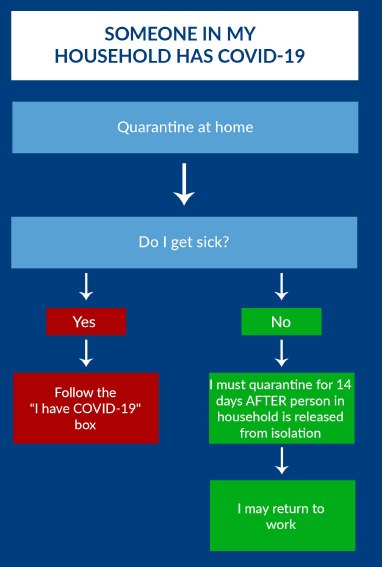 SOMEONE IN MY
HOUSEHOLD HAS COVID-19
Quarantine at home
Do I get sick?
Yes
No
Follow the
"I have COVID-19"
box
I must quarantine for 14
days AFTER person in
household is released
from isolation
I may return to
work